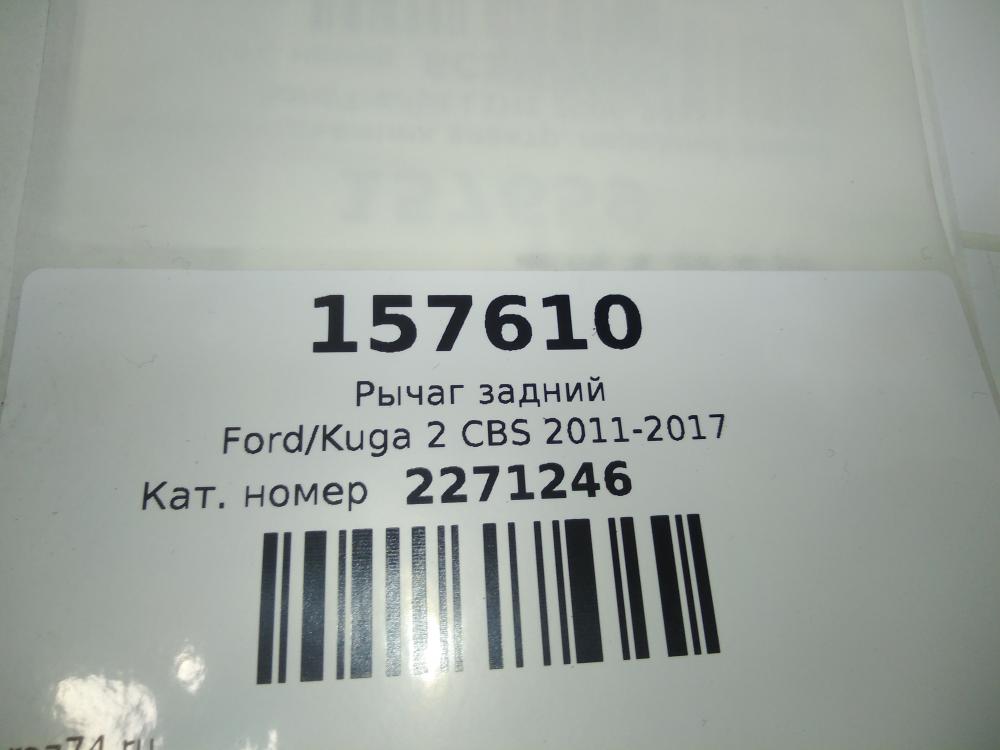 157610
Рычаг задний
Ford/Kuga 2 CBS 2011-2017
Кат. номер 2271246